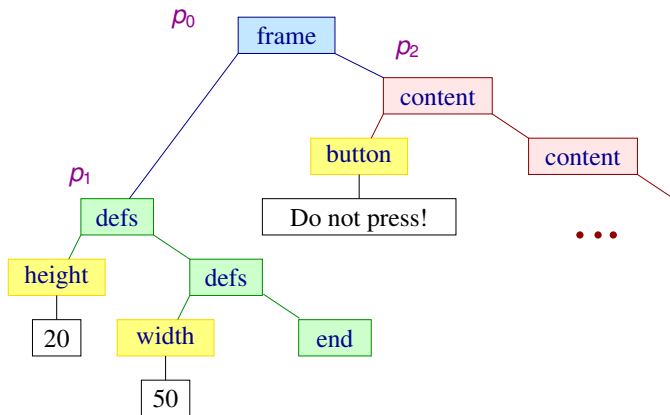 p0
frame
p2
content
button
content
p1
Do not press!
defs
height
defs
20
width
end
50